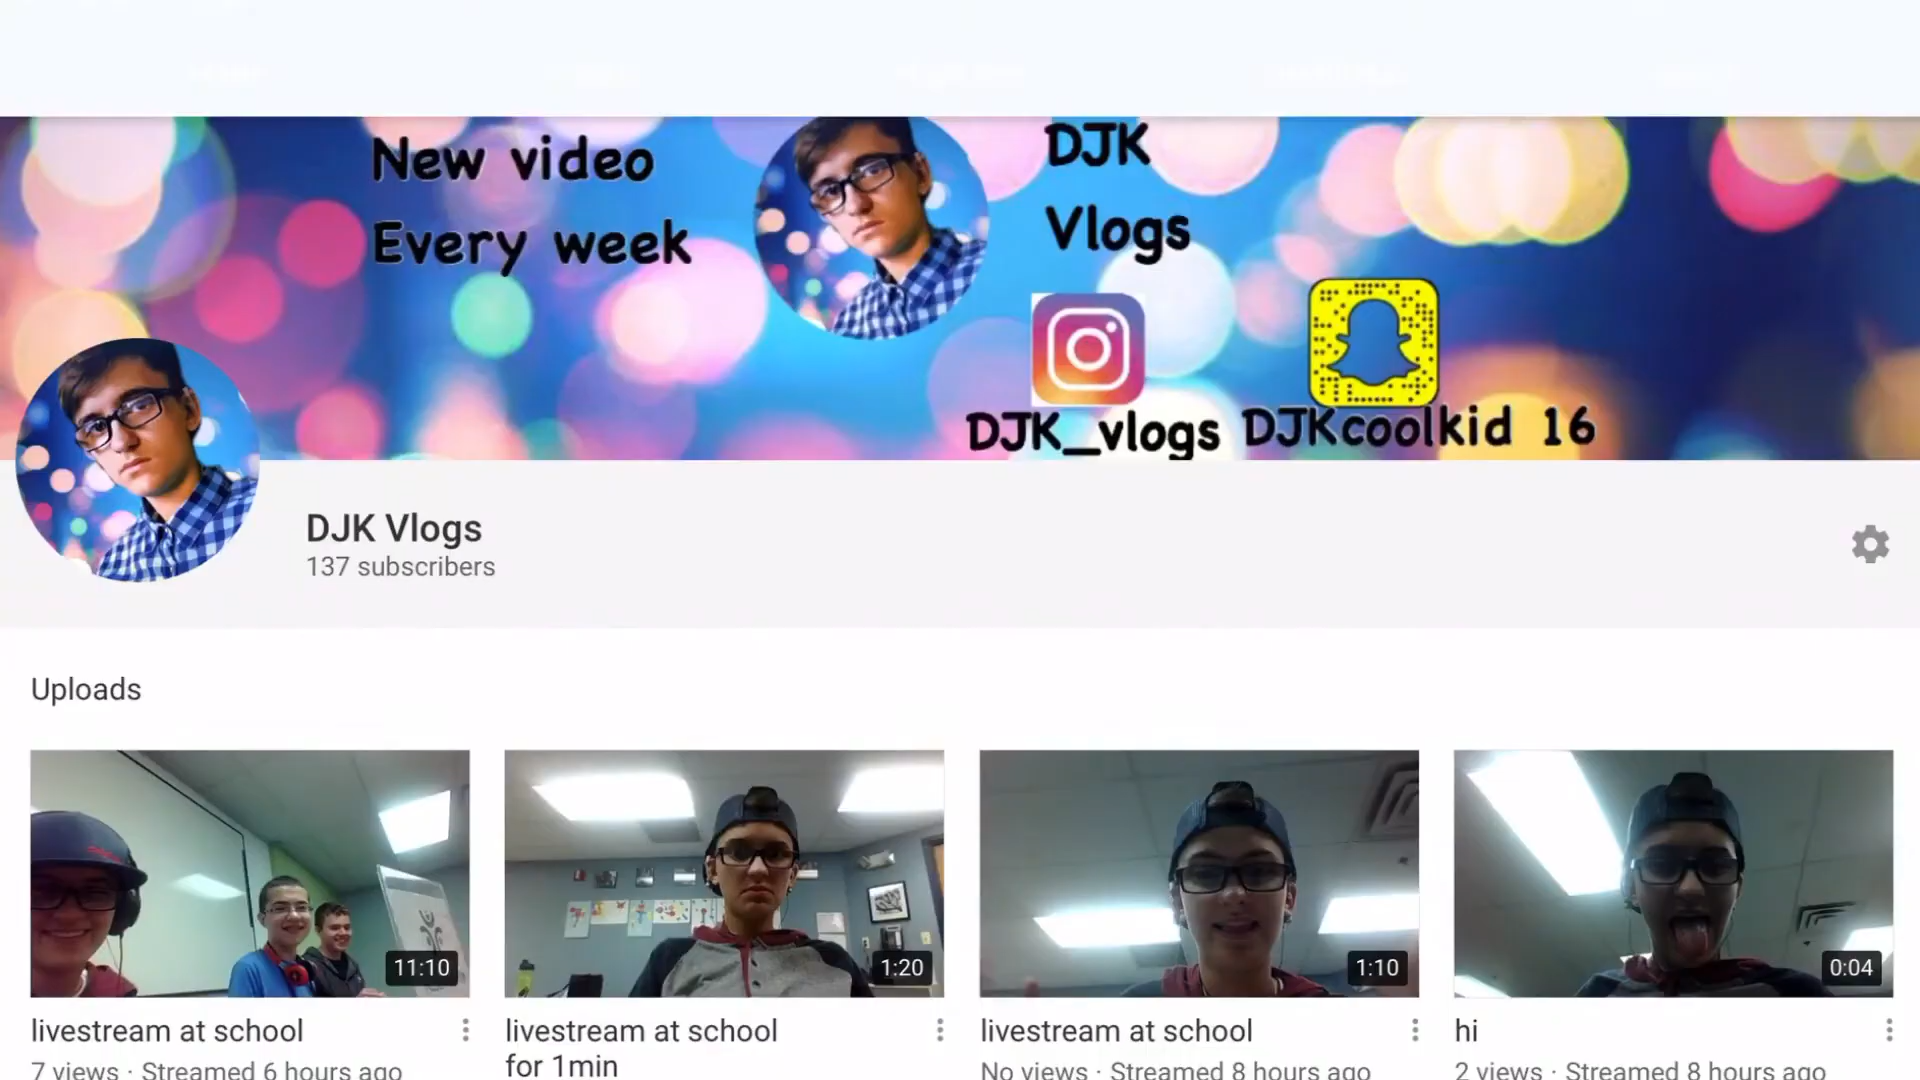 New video
Every week
DJK
Vlogs
DJK_vlogs
DJKcoolkid 16
DJK Vlogs
137 subscribers
Uploads
11:10
1:20
1:10
0:04
livestream at school
7 views · Streamed 6 hours ago
livestream at school
for 1min
livestream at school
No views · Streamed 8 hours ago
hi
2 views · Streamed 8 hours ago